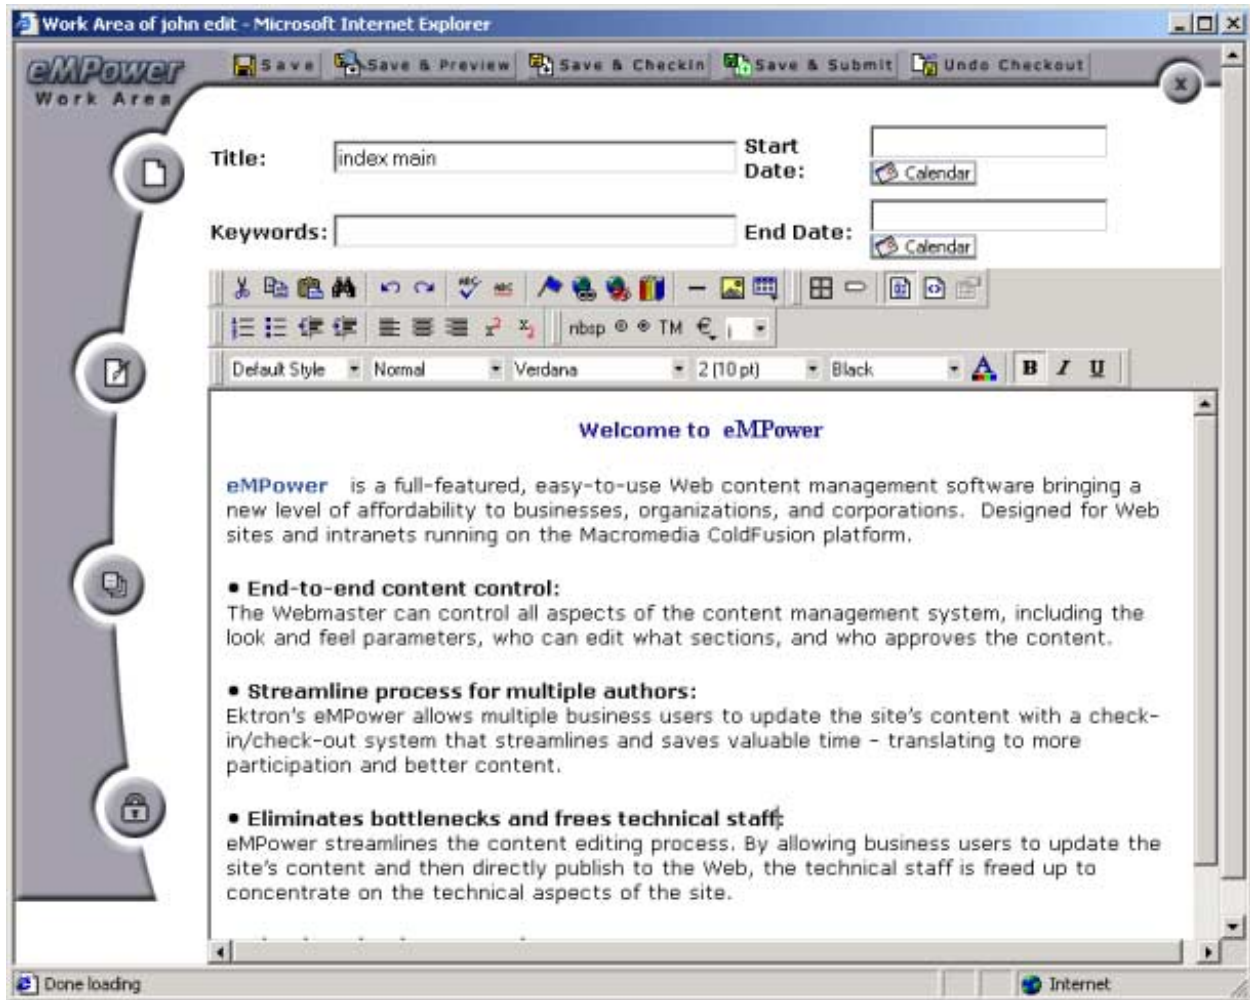 Work Area of john edit - Microsoft Internet Explorer
eMPower
Work Area
Save Save & Preview Save & Checkin Save & Submit Undo Checkout
x
Title: index main Start Date:
Calendar
Keywords: End Date:
Calendar
ABC ABC
nbsp © ® TM €
Default Style Normal Verdana 2 (10 pt) Black A B I U
Welcome to eMPower
eMPower is a full-featured, easy-to-use Web content management software bringing a
new level of affordability to businesses, organizations, and corporations. Designed for Web
sites and intranets running on the Macromedia ColdFusion platform.
• End-to-end content control:
The Webmaster can control all aspects of the content management system, including the
look and feel parameters, who can edit what sections, and who approves the content.
• Streamline process for multiple authors:
Ektron's eMPower allows multiple business users to update the site's content with a check-
in/check-out system that streamlines and saves valuable time – translating to more
participation and better content.
• Eliminates bottlenecks and frees technical staff:
eMPower streamlines the content editing process. By allowing business users to update the
site's content and then directly publish to the Web, the technical staff is freed up to
concentrate on the technical aspects of the site.
Done loading Internet